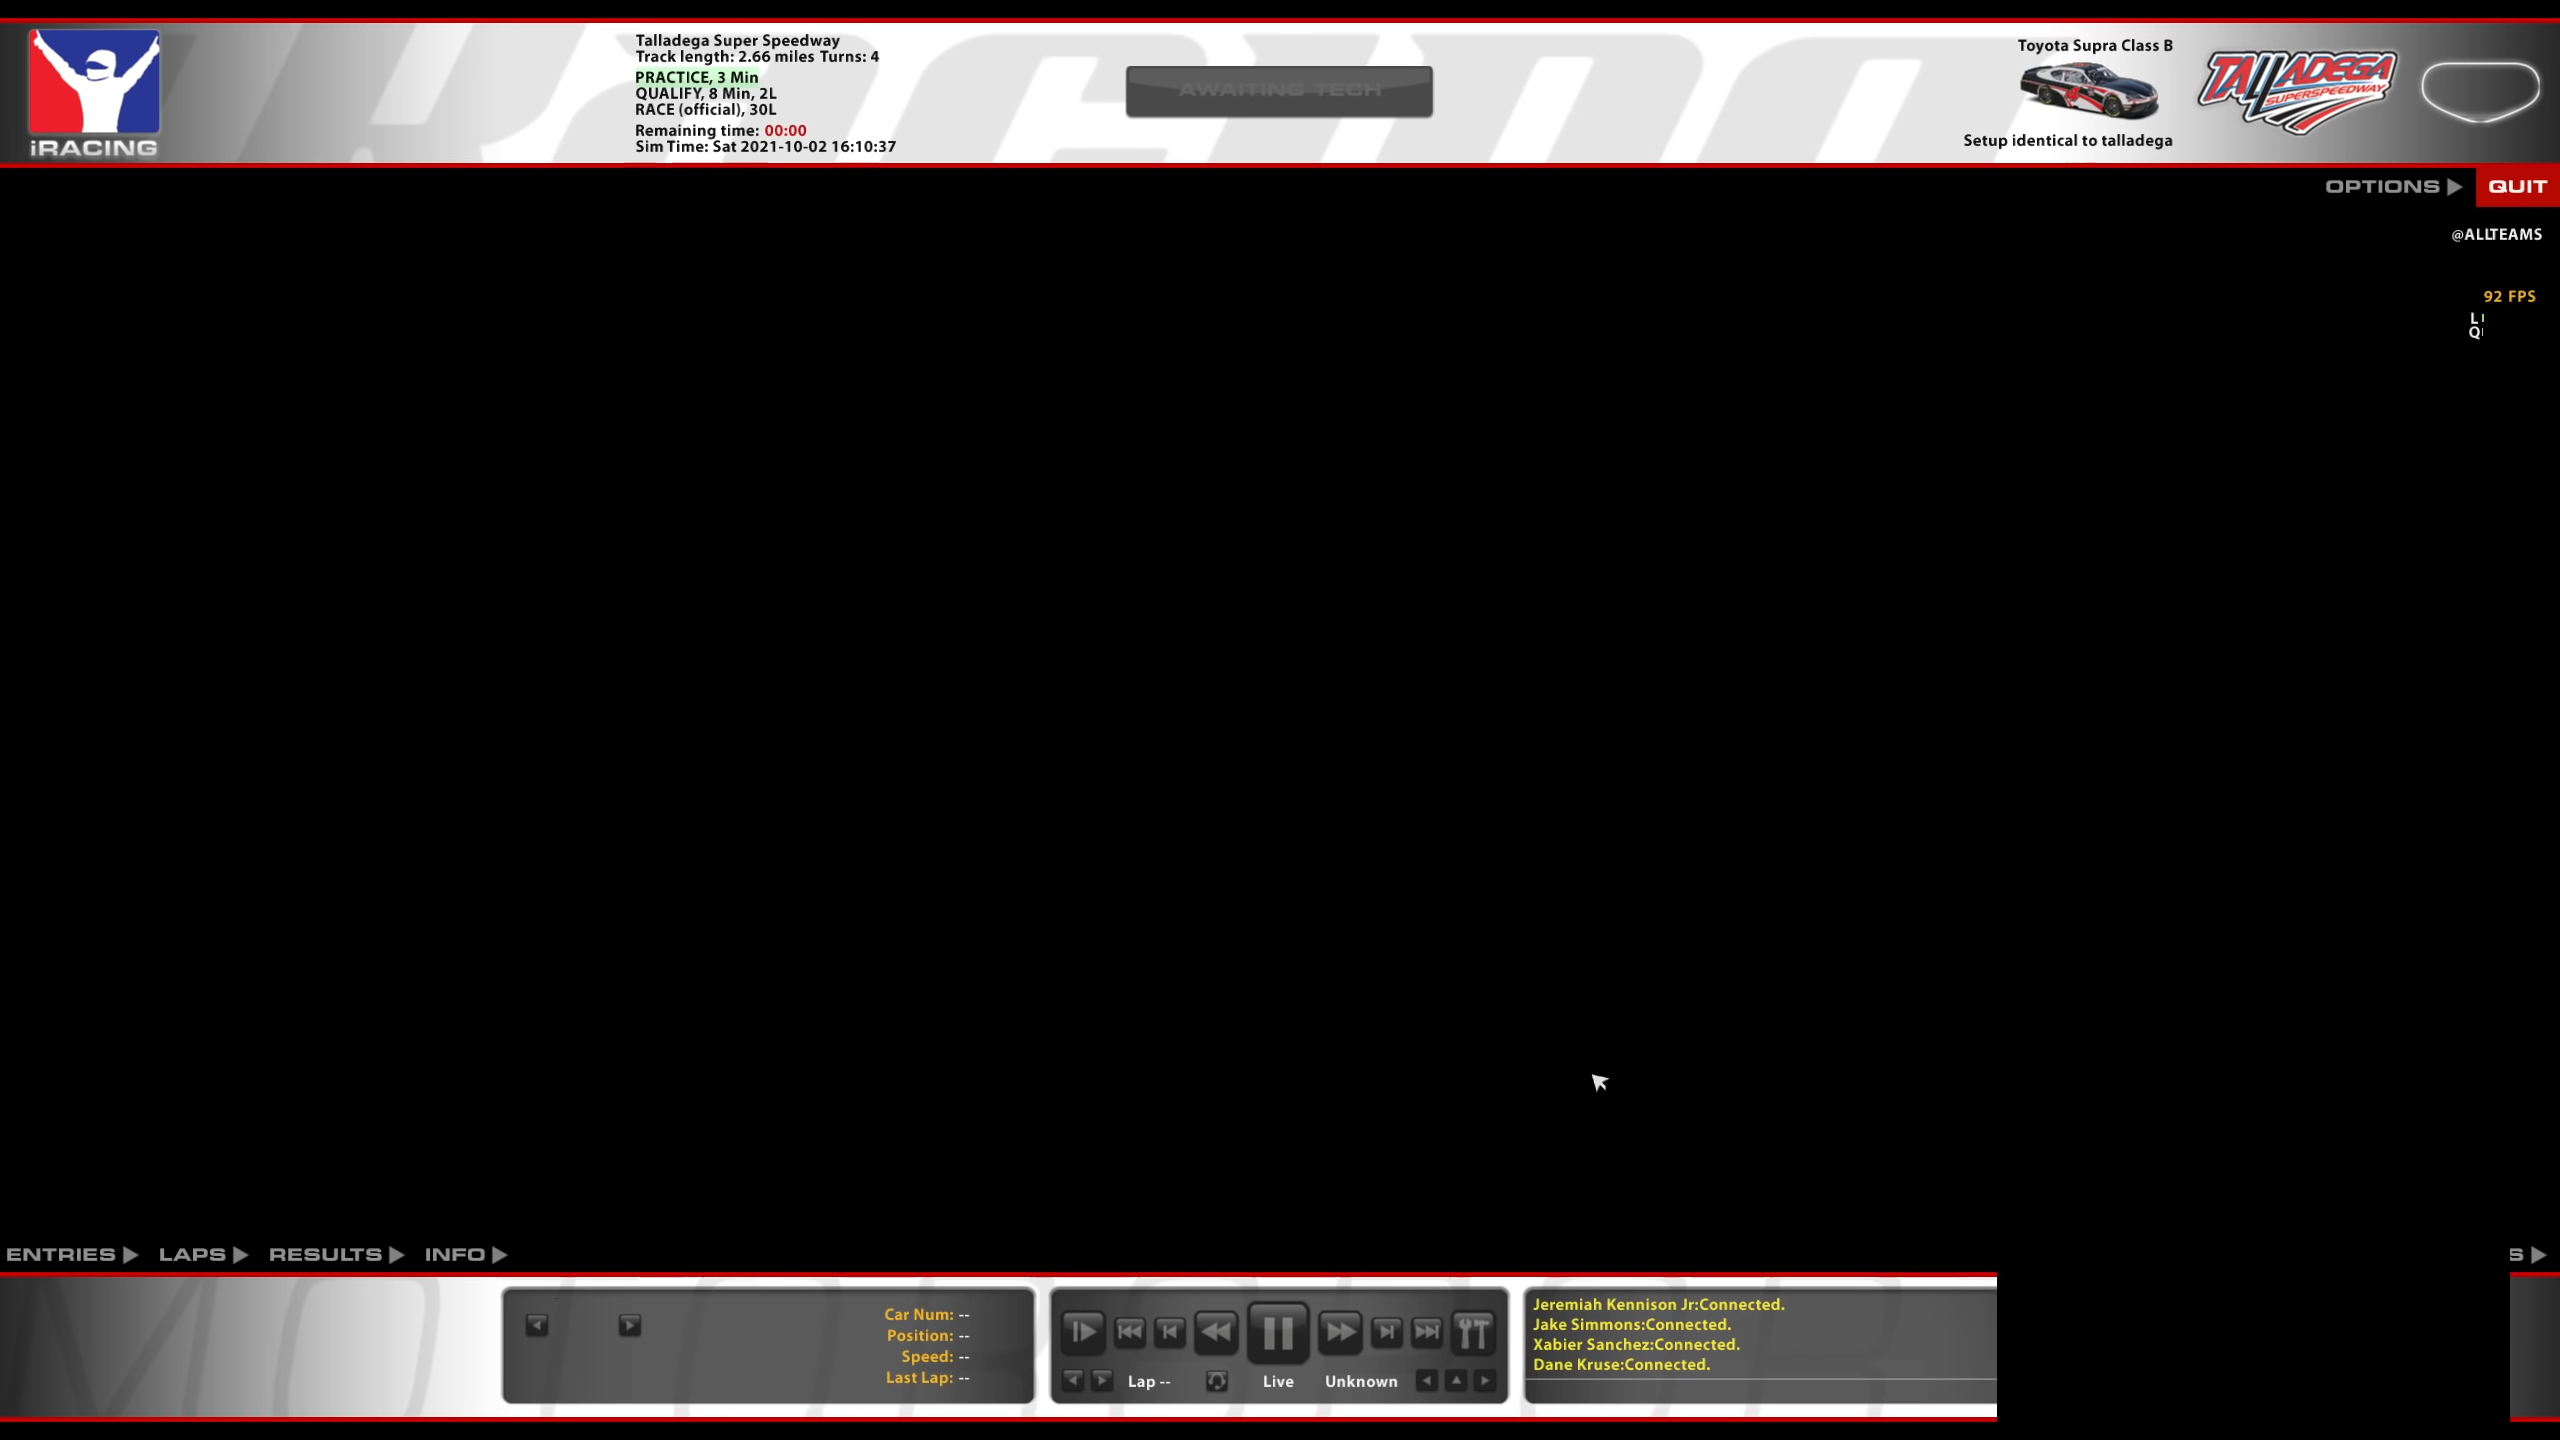 iRACING
Talladega Super Speedway
Track length: 2.66 miles Turns: 4
PRACTICE, 3 Min
QUALIFY, 8 Min, 2L
RACE (official), 30L
Remaining time: 00:00
Sim Time: Sat 2021-10-02 16:10:37
AWAITING TECH
Toyota Supra Class B
Setup identical to talladega
TALLADEGA
SUPERSPEEDWAY
OPTIONS
QUIT
@ALLTEAMS
92 FPS
L
Q
ENTRIES
LAPS
RESULTS
INFO
S
Car Num: --
Position: --
Speed: --
Last Lap: --
Lap --
Live
Unknown
Jeremiah Kennison Jr:Connected.
Jake Simmons:Connected.
Xabier Sanchez:Connected.
Dane Kruse:Connected.